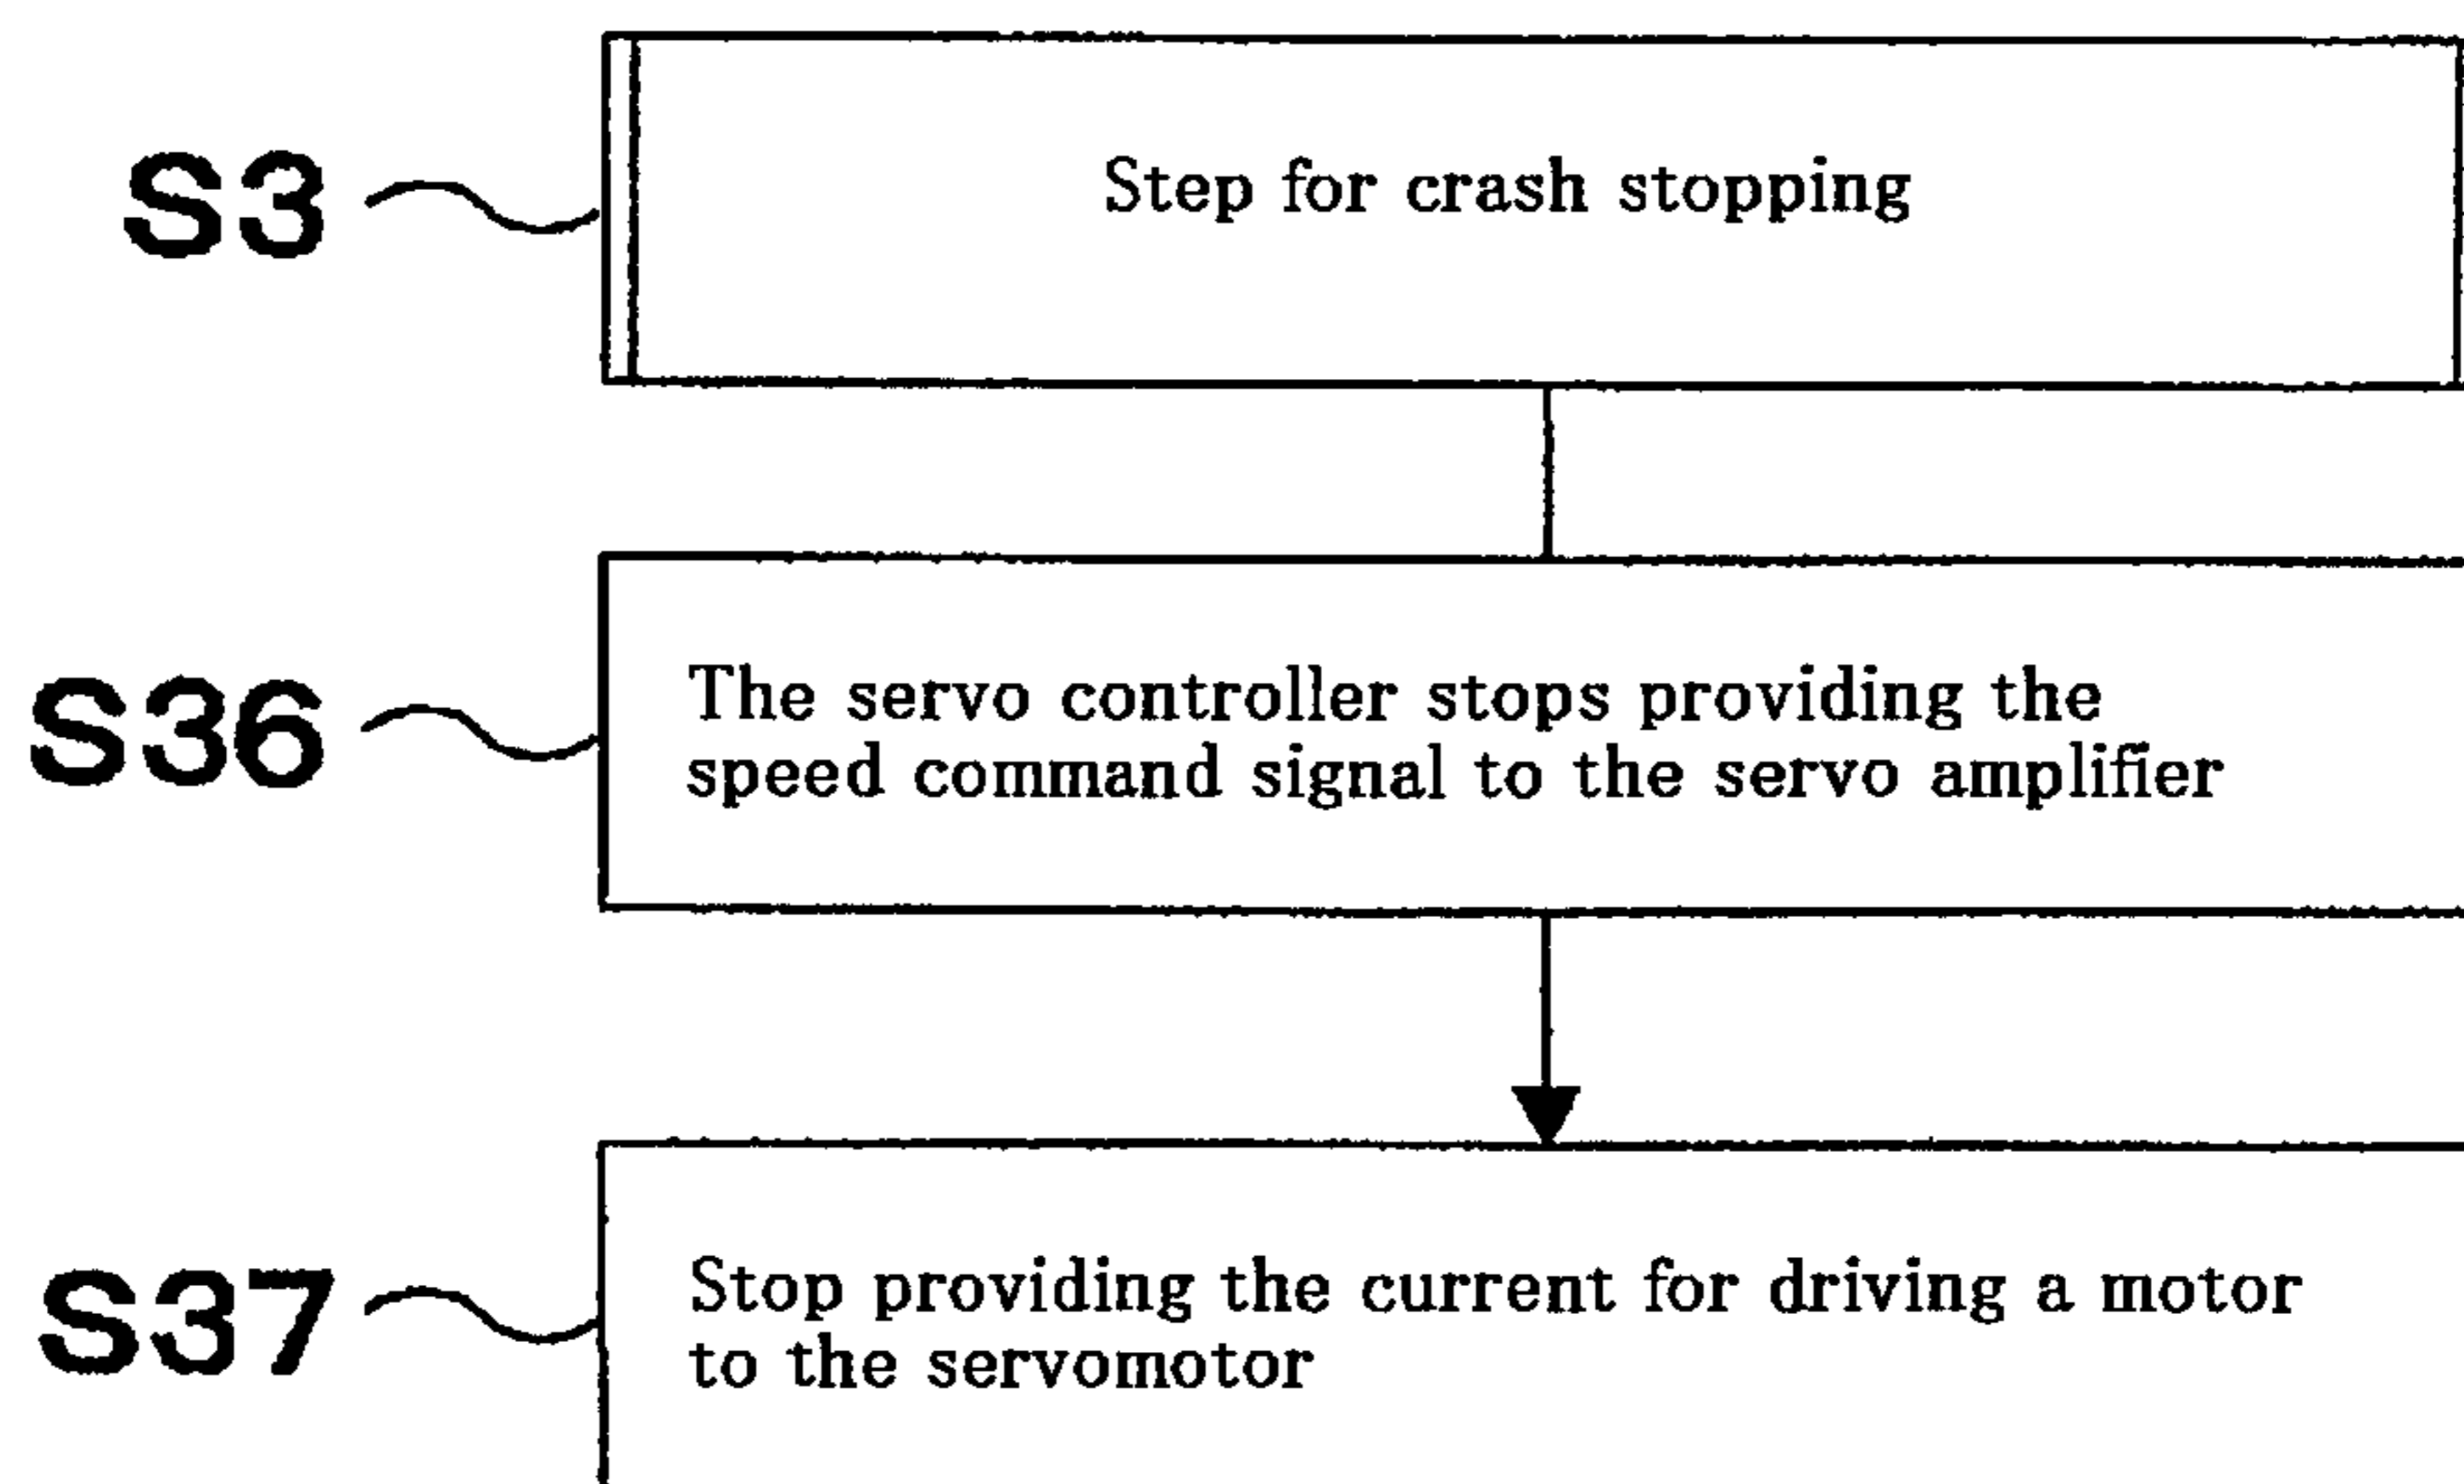 S3
Step for crash stopping
S36
The servo controller stops providing the
speed command signal to the servo amplifier
S37
Stop providing the current for driving a motor
to the servomotor